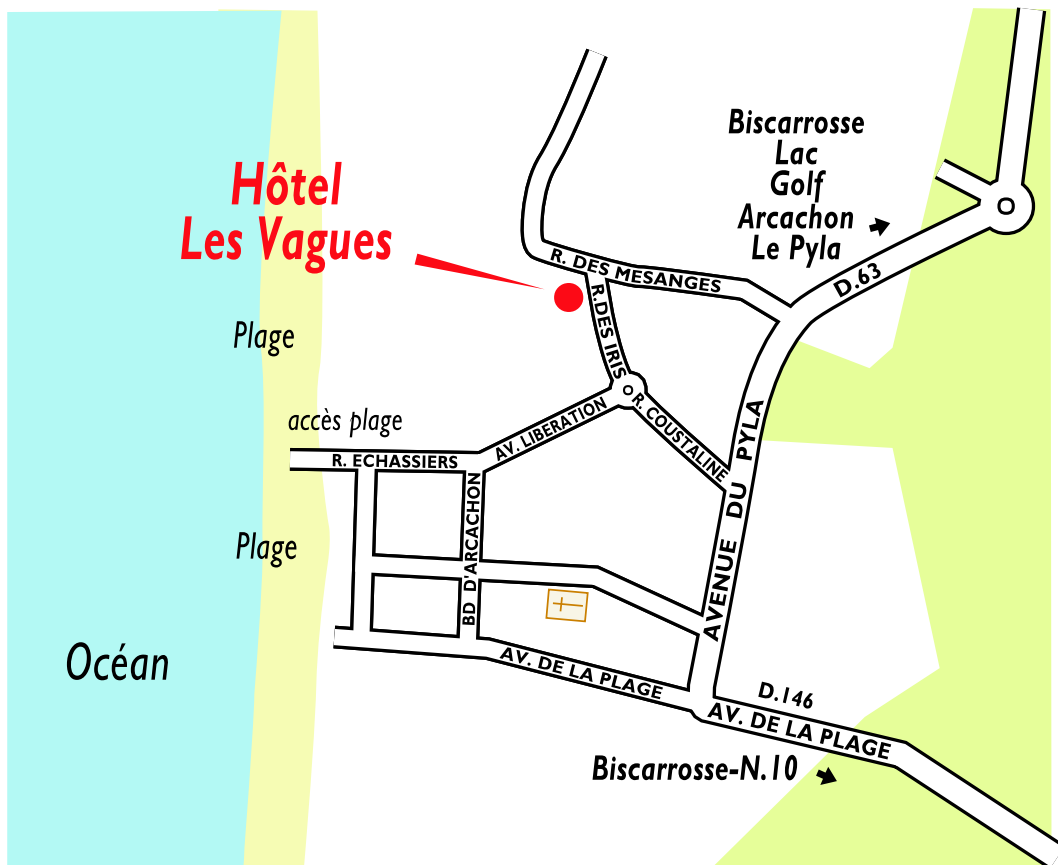 Biscarrosse
Lac
Golf
Arcachon
Le Pyla
Hôtel
Les Vagues
R. DES MESANGES
D.63
R.DES IRIS
Plage
accès plage
AV. LIBERATION
R. COUSTALINE
AVENUE DU PYLA
R. ECHASSIERS
BD D'ARCACHON
Plage
Océan
AV. DE LA PLAGE
D.146
AV. DE LA PLAGE
Biscarrosse-N.10